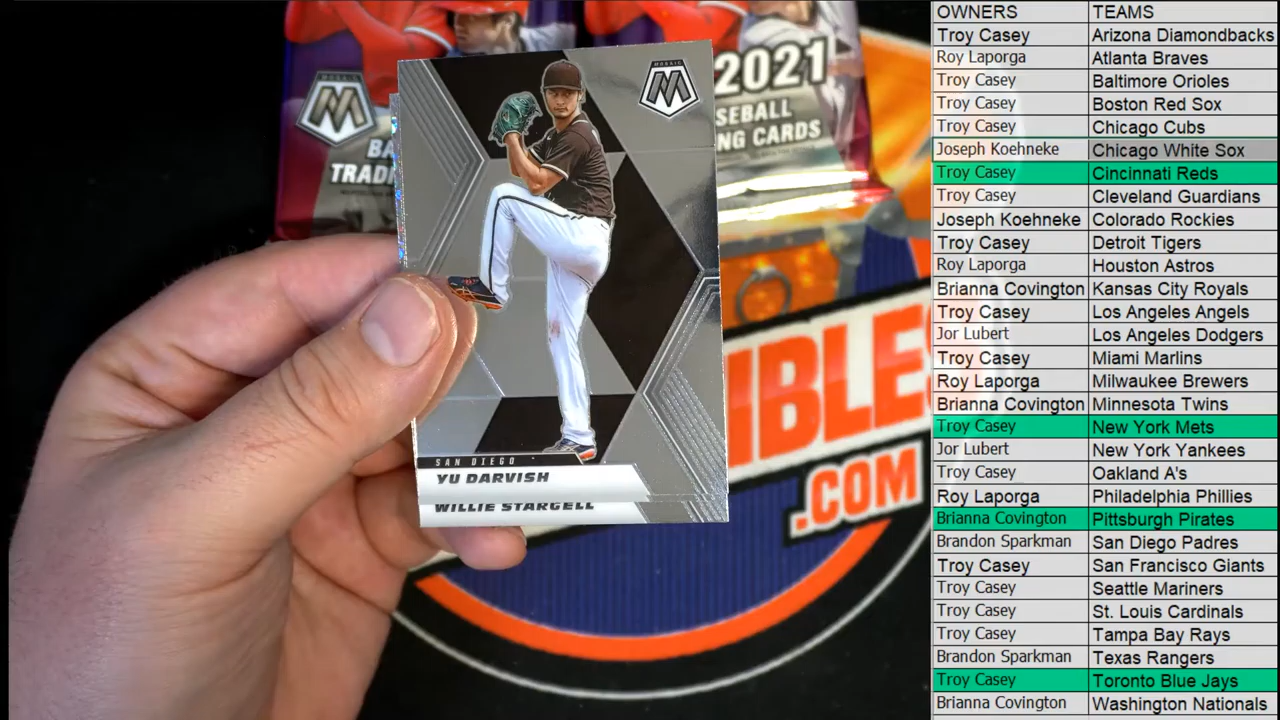 MOSAIC
M
BA
TRADI
MOSAIC
M
2021
SEBALL
NG CARDS
SAN DIEGO
YU DARVISH
WILLIE STARGELL
IBLES
.COM
OWNERS TEAMS
Troy Casey Arizona Diamondbacks
Roy Laporga Atlanta Braves
Troy Casey Baltimore Orioles
Troy Casey Boston Red Sox
Troy Casey Chicago Cubs
Joseph Koehneke Chicago White Sox
Troy Casey Cincinnati Reds
Troy Casey Cleveland Guardians
Joseph Koehneke Colorado Rockies
Troy Casey Detroit Tigers
Roy Laporga Houston Astros
Brianna Covington Kansas City Royals
Troy Casey Los Angeles Angels
Jor Lubert Los Angeles Dodgers
Troy Casey Miami Marlins
Roy Laporga Milwaukee Brewers
Brianna Covington Minnesota Twins
Troy Casey New York Mets
Jor Lubert New York Yankees
Troy Casey Oakland A's
Roy Laporga Philadelphia Phillies
Brianna Covington Pittsburgh Pirates
Brandon Sparkman San Diego Padres
Troy Casey San Francisco Giants
Troy Casey Seattle Mariners
Troy Casey St. Louis Cardinals
Troy Casey Tampa Bay Rays
Brandon Sparkman Texas Rangers
Troy Casey Toronto Blue Jays
Brianna Covington Washington Nationals